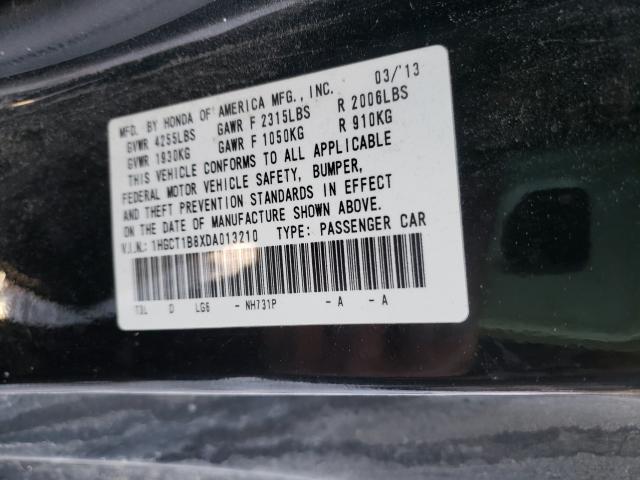 MFD. BY HONDA OF AMERICA MFG., INC. 03/'13
GVWR 4255LBS GAWR F 2315LBS R 2006LBS
GVWR 1930KG GAWR F 1050KG R 910KG
THIS VEHICLE CONFORMS TO ALL APPLICABLE
FEDERAL MOTOR VEHICLE SAFETY, BUMPER,
AND THEFT PREVENTION STANDARDS IN EFFECT
ON THE DATE OF MANUFACTURE SHOWN ABOVE.
V.I.N.: 1HGCT1B8XDA013210 TYPE: PASSENGER CAR
T3L D LG6 - NH731P - A - A